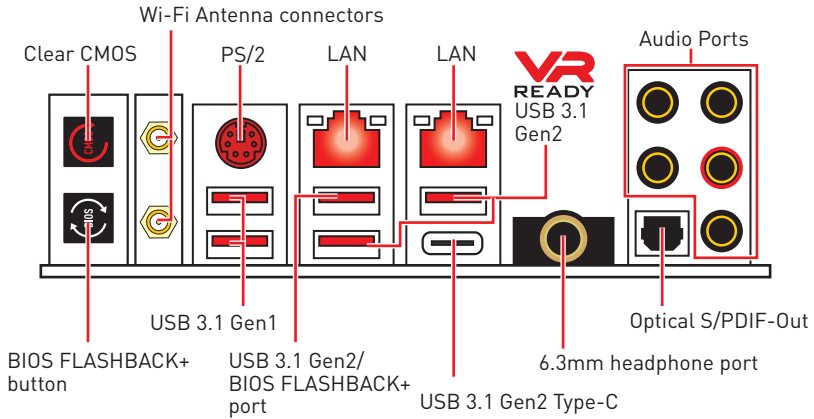 Wi-Fi Antenna connectors
Clear CMOS
PS/2
LAN
LAN
VR
READY
USB 3.1
Gen2
Audio Ports
CMOS
BIOS
USB 3.1 Gen1
Optical S/PDIF-Out
BIOS FLASHBACK+
button
USB 3.1 Gen2/
BIOS FLASHBACK+
port
6.3mm headphone port
USB 3.1 Gen2 Type-C